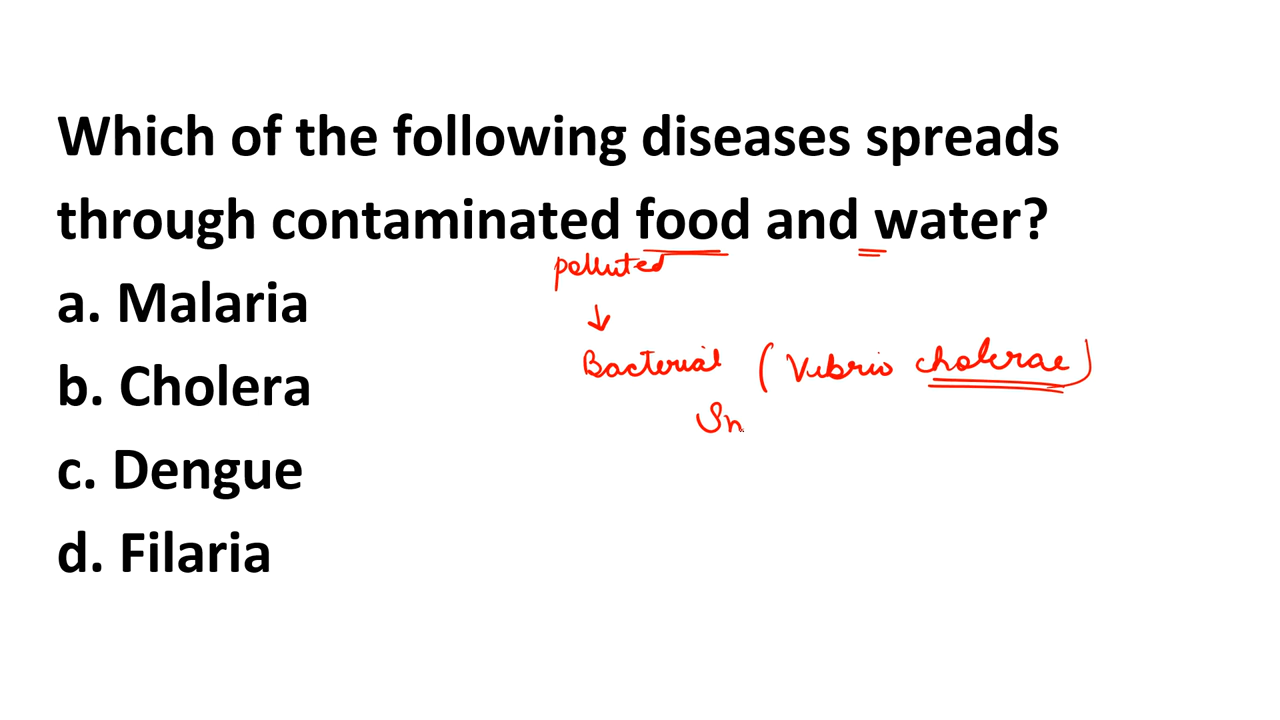 Which of the following diseases spreads
through contaminated food and water?
polluted
a. Malaria
Bacterial (Vibrio cholerae)
b. Cholera
Sh
c. Dengue
d. Filaria